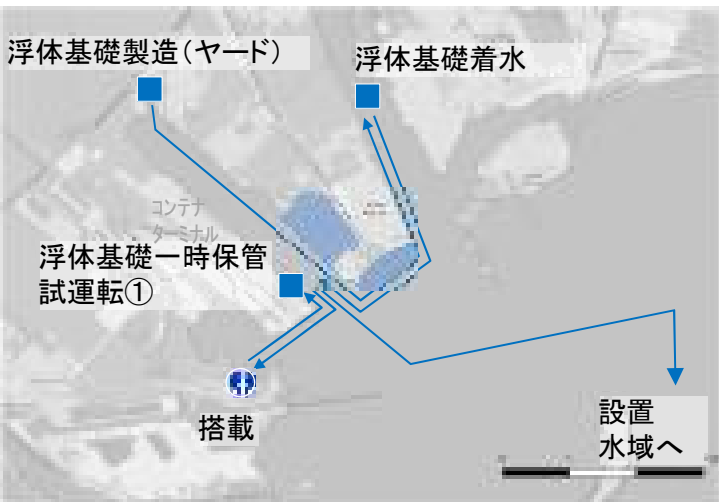 浮体基礎製造(ヤード)
浮体基礎着水
コンテナ
ターミナル
浮体基礎一時保管
試運転①
搭載
設置
水域へ